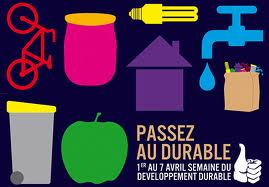 PASSEZ
AU DURABLE
1ER AU 7 AVRIL SEMAINE DU
DÉVELOPPEMENT DURABLE